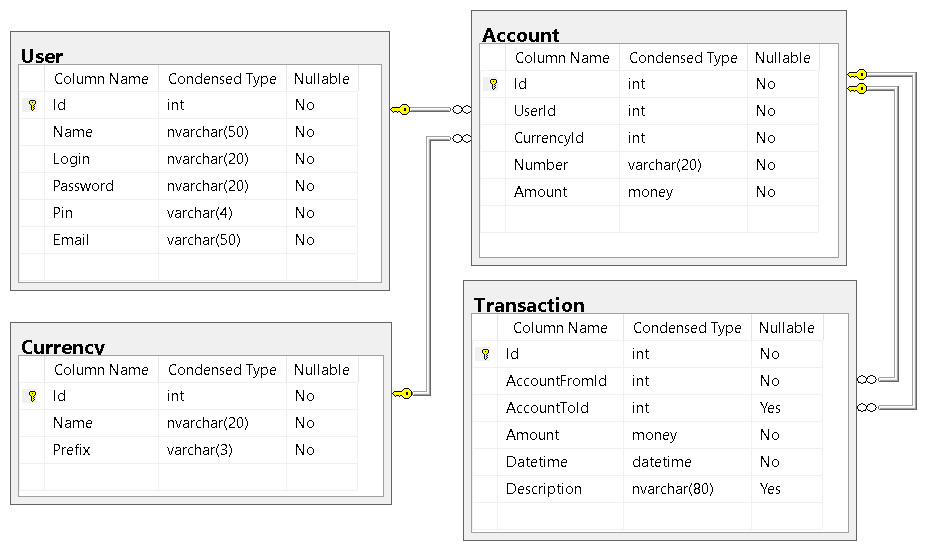 User
Column Name Condensed Type Nullable
Id int No
Name nvarchar(50) No
Login nvarchar(20) No
Password nvarchar(20) No
Pin varchar(4) No
Email varchar(50) No
Account
Column Name Condensed Type Nullable
Id int No
UserId int No
CurrencyId int No
Number varchar(20) No
Amount money No
Currency
Column Name Condensed Type Nullable
Id int No
Name nvarchar(20) No
Prefix varchar(3) No
Transaction
Column Name Condensed Type Nullable
Id int No
AccountFromId int No
AccountToId int Yes
Amount money No
Datetime datetime No
Description nvarchar(80) Yes